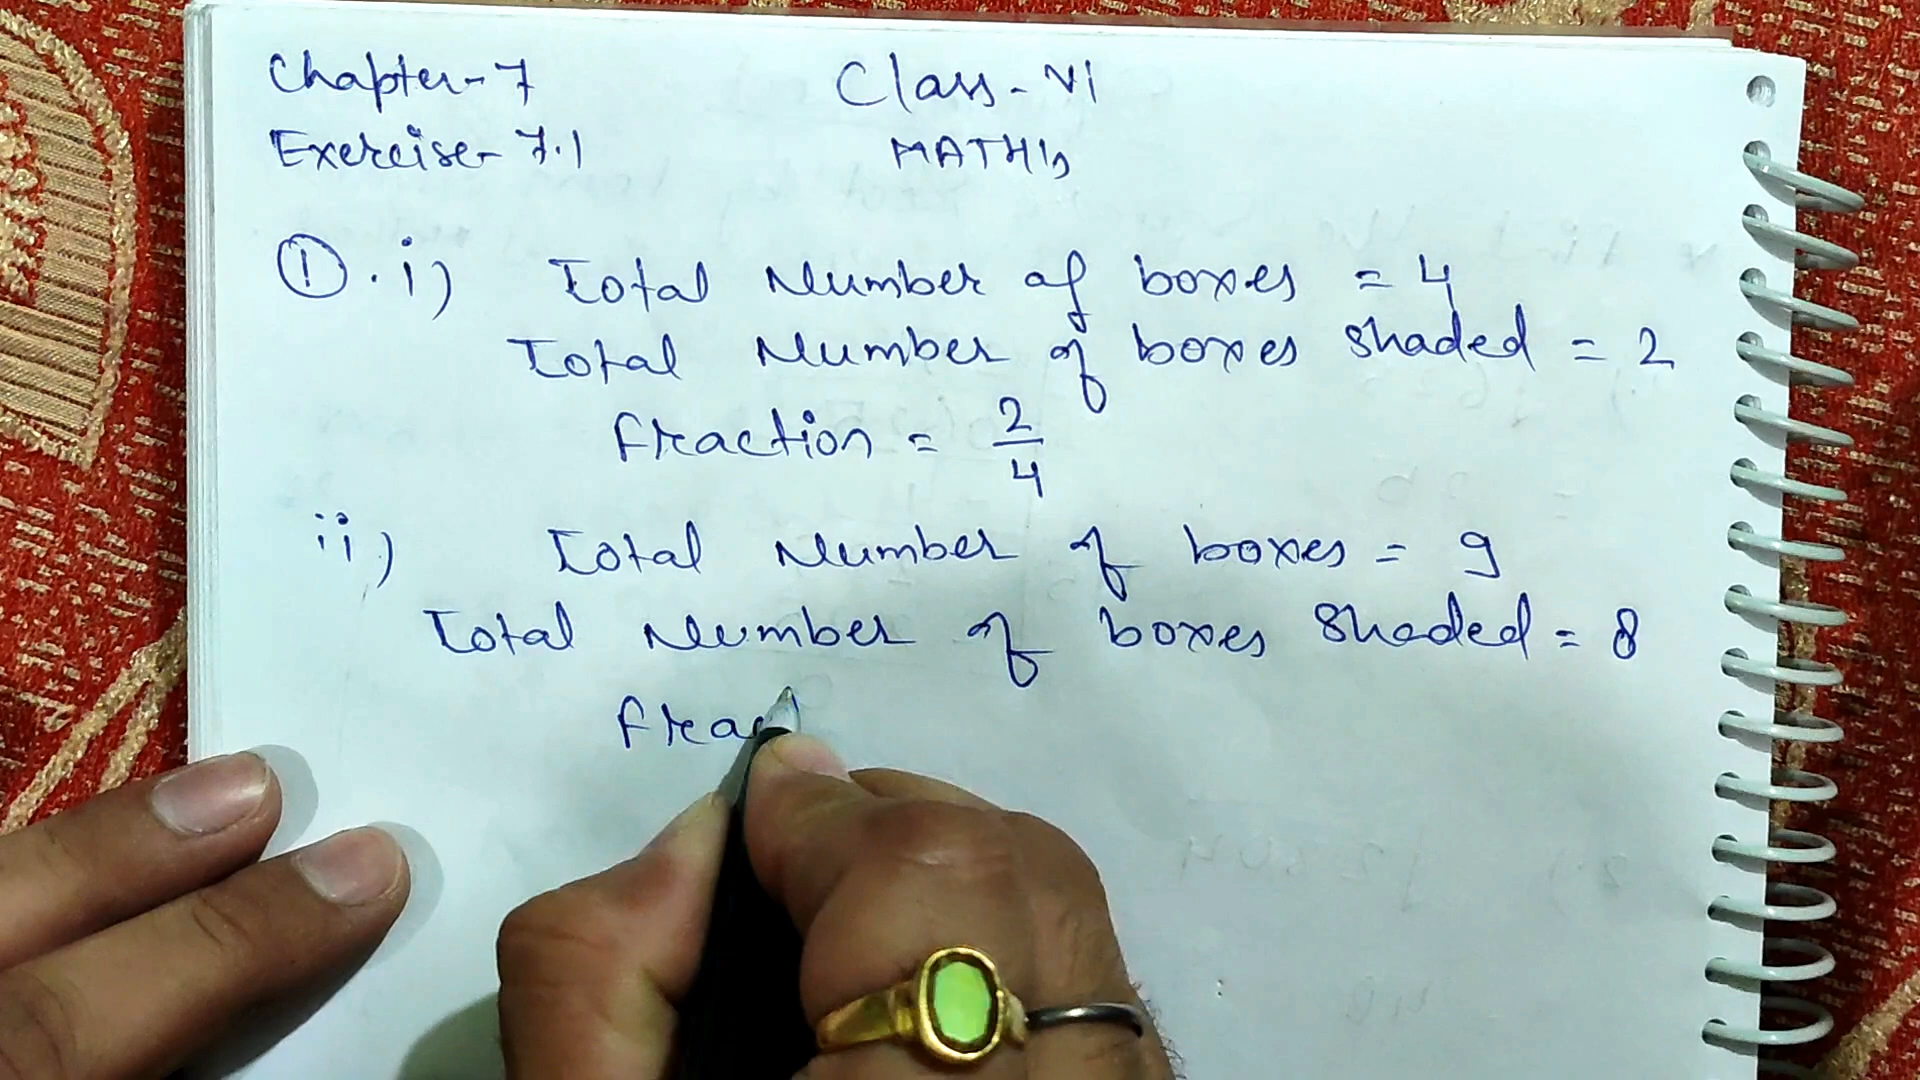 Chapter-7 Class-VI
Exercise-7.1 MATHs
①.i) Total Number of boxes = 4
Total Number of boxes shaded = 2
fraction = 2/4
ii) Total Number of boxes = 9
Total Number of boxes shaded = 8
frac